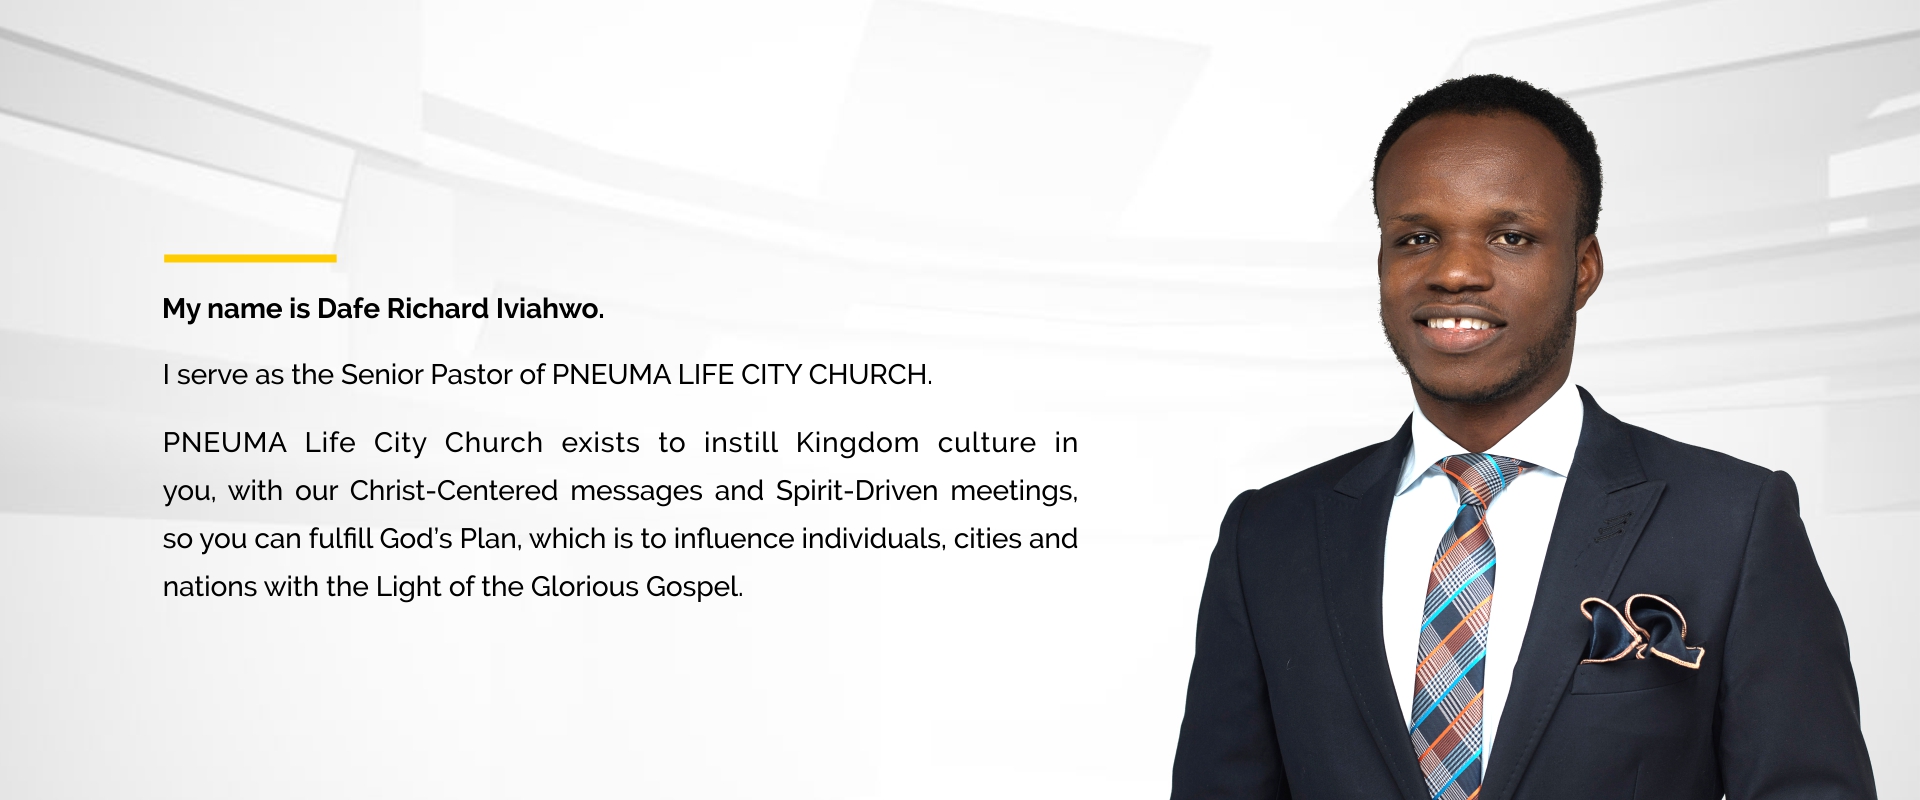 My name is Dafe Richard Iviahwo.
I serve as the Senior Pastor of PNEUMA LIFE CITY CHURCH.
PNEUMA Life City Church exists to instill Kingdom culture in
you, with our Christ-Centered messages and Spirit-Driven meetings,
so you can fulfill God's Plan, which is to influence individuals, cities and
nations with the Light of the Glorious Gospel.